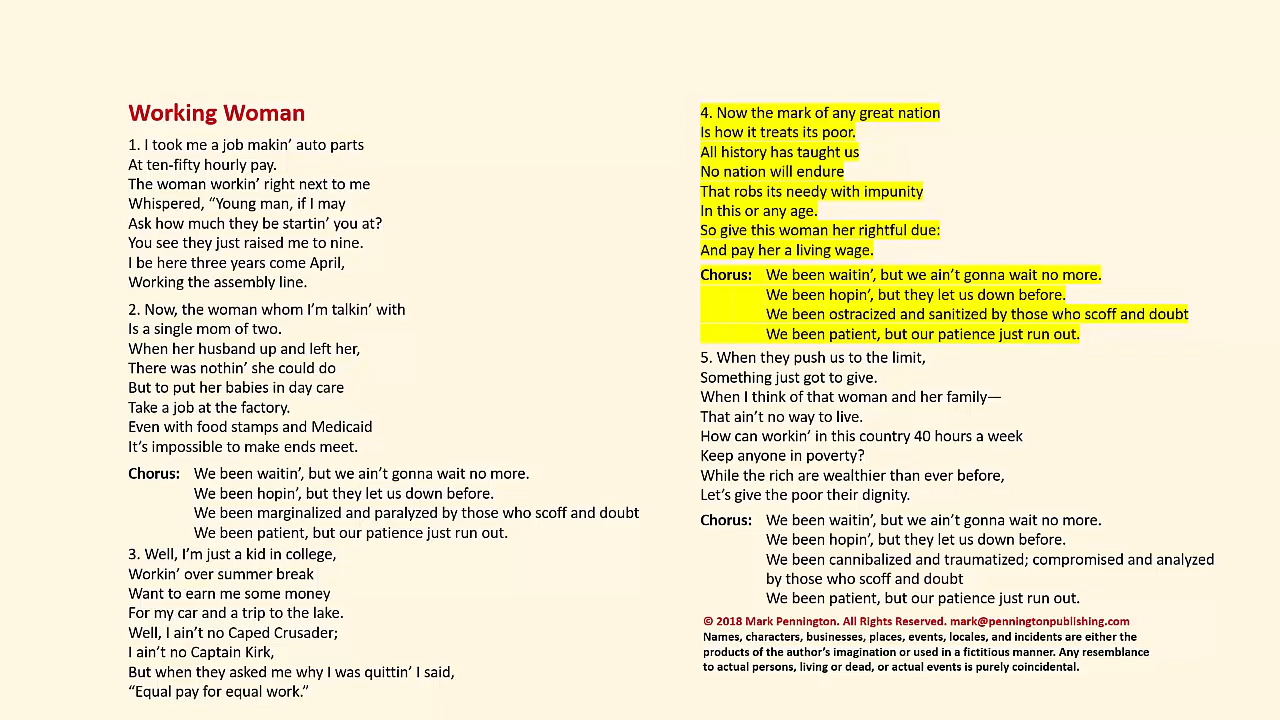 Working Woman
1. I took me a job makin’ auto parts
At ten-fifty hourly pay.
The woman workin’ right next to me
Whispered, “Young man, if I may
Ask how much they be startin’ you at?
You see they just raised me to nine.
I be here three years come April,
Working the assembly line.
2. Now, the woman whom I’m talkin’ with
Is a single mom of two.
When her husband up and left her,
There was nothin’ she could do
But to put her babies in day care
Take a job at the factory.
Even with food stamps and Medicaid
It’s impossible to make ends meet.
Chorus: We been waitin’, but we ain’t gonna wait no more.
We been hopin’, but they let us down before.
We been marginalized and paralyzed by those who scoff and doubt
We been patient, but our patience just run out.
3. Well, I’m just a kid in college,
Workin’ over summer break
Want to earn me some money
For my car and a trip to the lake.
Well, I ain’t no Caped Crusader;
I ain’t no Captain Kirk,
But when they asked me why I was quittin’ I said,
“Equal pay for equal work.”
4. Now the mark of any great nation
Is how it treats its poor.
All history has taught us
No nation will endure
That robs its needy with impunity
In this or any age.
So give this woman her rightful due:
And pay her a living wage.
Chorus: We been waitin’, but we ain’t gonna wait no more.
We been hopin’, but they let us down before.
We been ostracized and sanitized by those who scoff and doubt
We been patient, but our patience just run out.
5. When they push us to the limit,
Something just got to give.
When I think of that woman and her family—
That ain’t no way to live.
How can workin’ in this country 40 hours a week
Keep anyone in poverty?
While the rich are wealthier than ever before,
Let’s give the poor their dignity.
Chorus: We been waitin’, but we ain’t gonna wait no more.
We been hopin’, but they let us down before.
We been cannibalized and traumatized; compromised and analyzed
by those who scoff and doubt
We been patient, but our patience just run out.
© 2018 Mark Pennington. All Rights Reserved. mark@penningtonpublishing.com
Names, characters, businesses, places, events, locales, and incidents are either the
products of the author’s imagination or used in a fictitious manner. Any resemblance
to actual persons, living or dead, or actual events is purely coincidental.